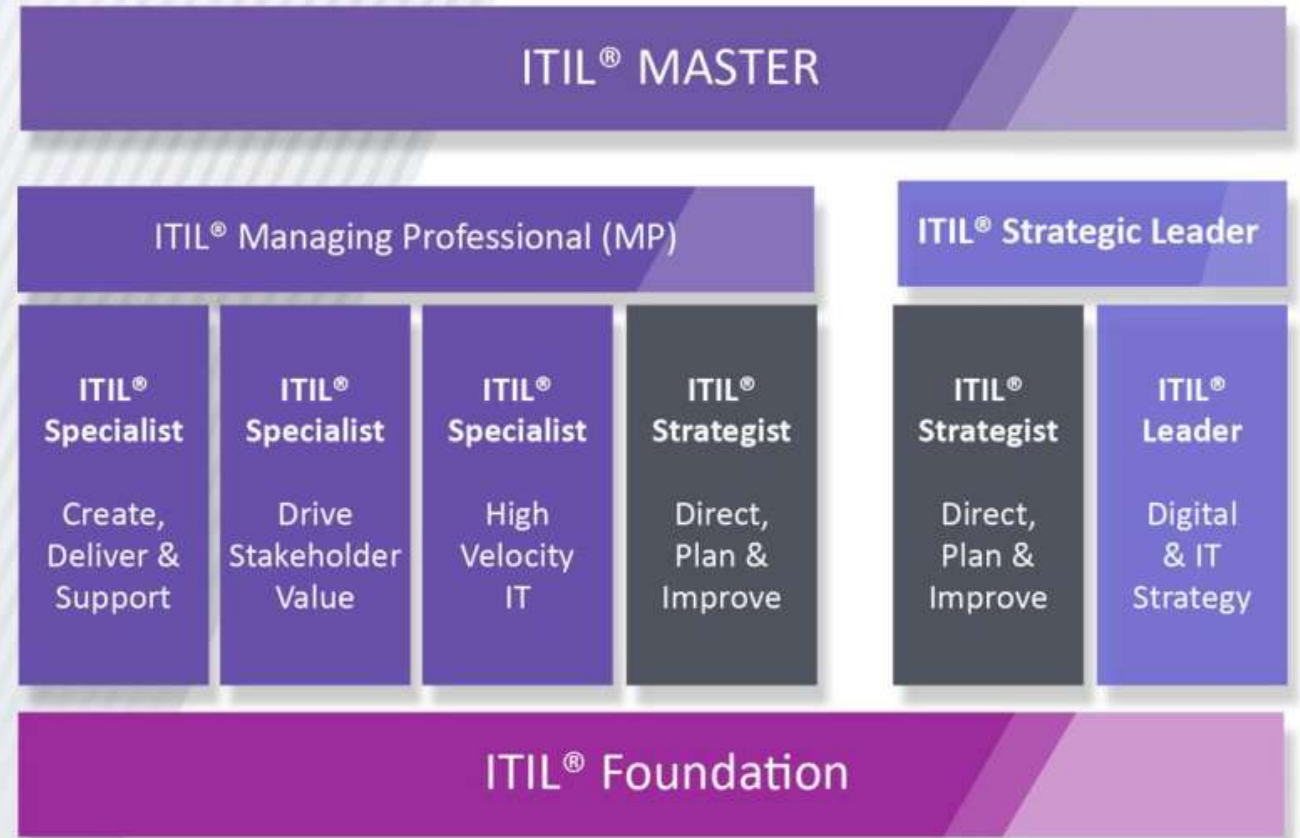 ITIL® MASTER
ITIL® Managing Professional (MP)
ITIL® Strategic Leader
ITIL®
Specialist
Create,
Deliver &
Support
ITIL®
Specialist
Drive
Stakeholder
Value
ITIL®
Specialist
High
Velocity
IT
ITIL®
Strategist
Direct,
Plan &
Improve
ITIL®
Strategist
Direct,
Plan &
Improve
ITIL®
Leader
Digital
& IT
Strategy
ITIL® Foundation